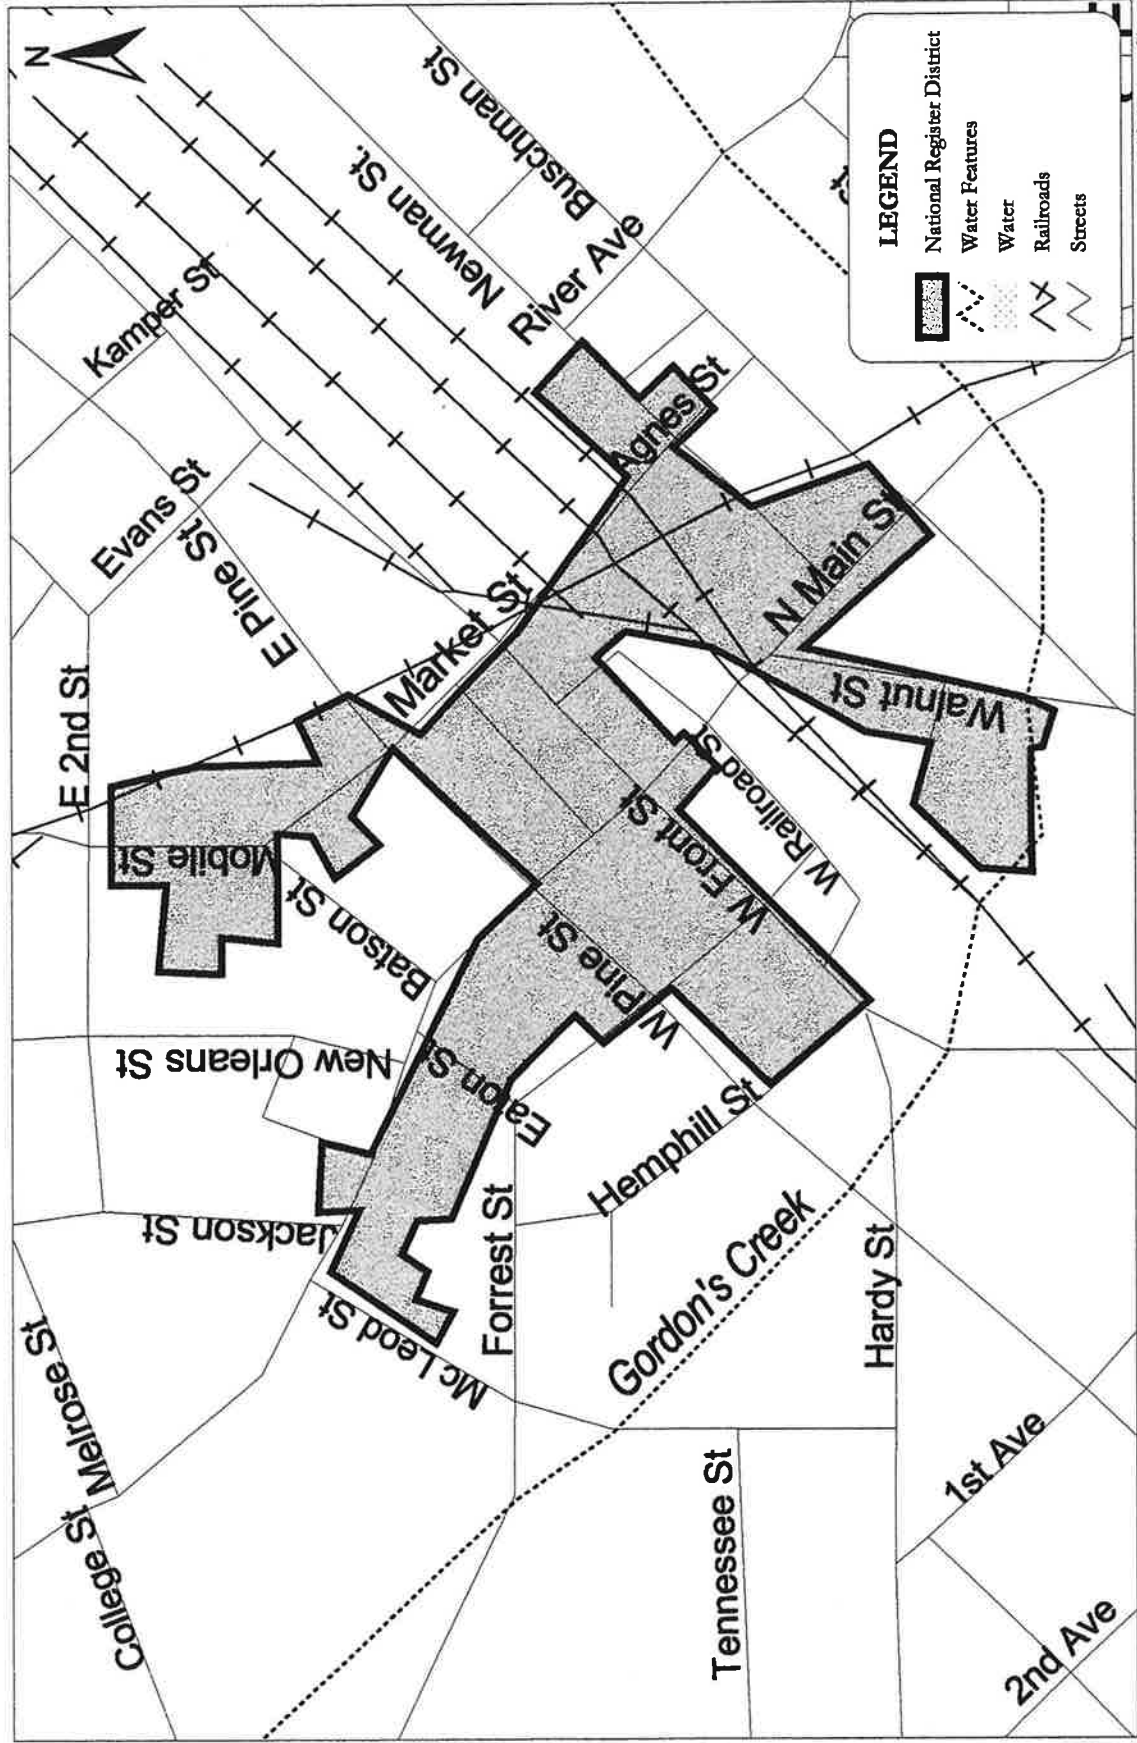 N
Kamper St
Evans St
E Pine St
E 2nd St
Market St
Newman St.
Buschman St
River Ave
Agnes St
N Main St
Walnut St
Mobile St
Batson St
New Orleans St
Jackson St
Eaton St
W Pine St
W Front St
W Railroad St
Hemphill St
Forrest St
Mc Leod St
Gordon's Creek
Hardy St
Melrose St
College St
Tennessee St
1st Ave
2nd Ave
St
LEGEND
National Register District
Water Features
Water
Railroads
Streets